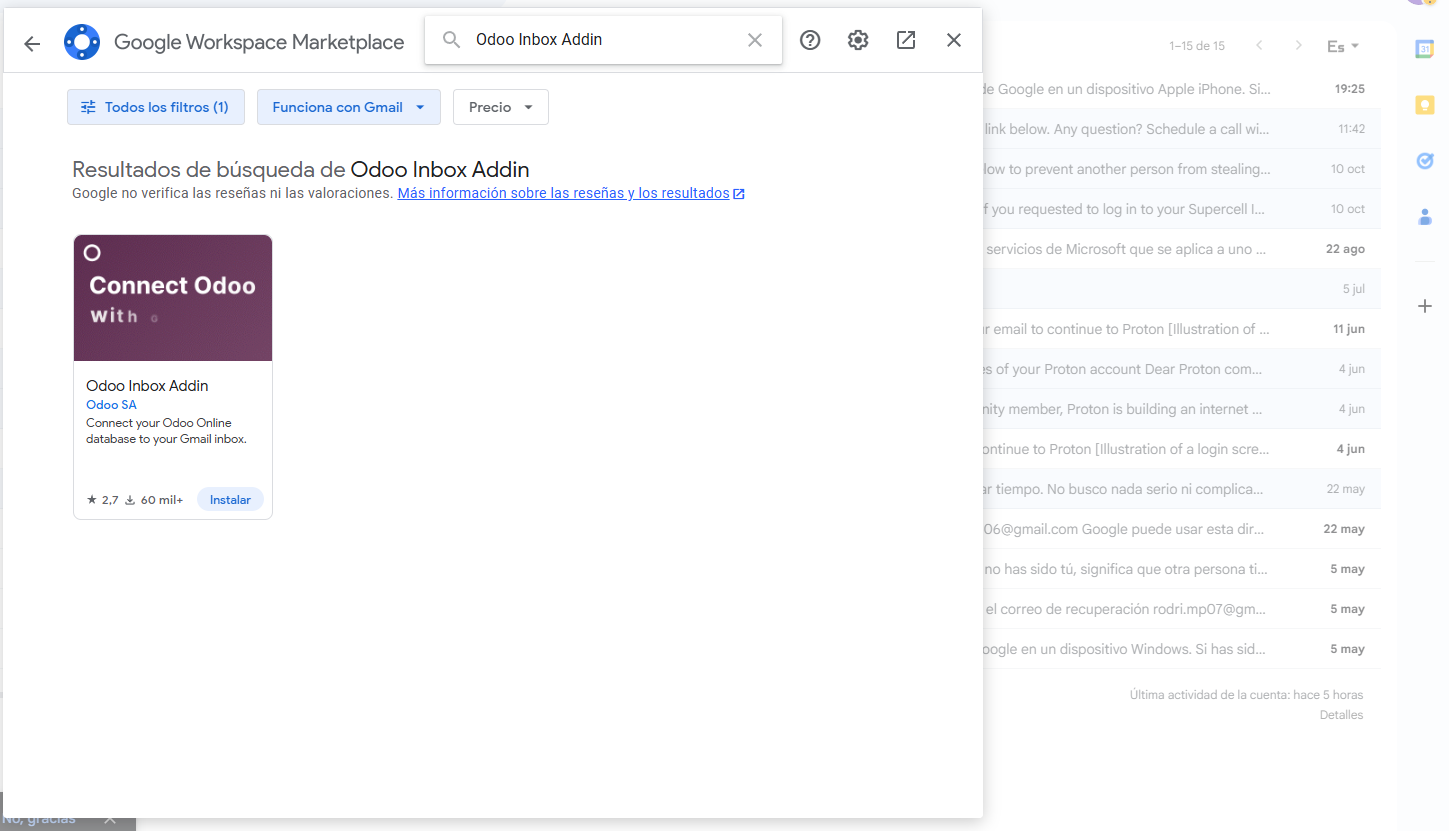 Google Workspace Marketplace
Odoo Inbox Addin
Todos los filtros (1)
Funciona con Gmail
Precio
Resultados de búsqueda de Odoo Inbox Addin
Google no verifica las reseñas ni las valoraciones. Más información sobre las reseñas y los resultados
Connect Odoo
with G
Odoo Inbox Addin
Odoo SA
Connect your Odoo Online
database to your Gmail inbox.
2,7 60 mil+ Instalar
1–15 de 15
Es
31
de Google en un dispositivo Apple iPhone. Si... 19:25
link below. Any question? Schedule a call wi... 11:42
low to prevent another person from stealing... 10 oct
f you requested to log in to your Supercell I... 10 oct
servicios de Microsoft que se aplica a uno ... 22 ago
5 jul
ur email to continue to Proton [Illustration of ... 11 jun
es of your Proton account Dear Proton com... 4 jun
nity member, Proton is building an internet ... 4 jun
ontinue to Proton [Illustration of a login scre... 4 jun
ar tiempo. No busco nada serio ni complica... 22 may
06@gmail.com Google puede usar esta dir... 22 may
no has sido tú, significa que otra persona ti... 5 may
el correo de recuperación rodri.mp07@gm... 5 may
oogle en un dispositivo Windows. Si has sid... 5 may
Última actividad de la cuenta: hace 5 horas
Detalles
No, gracias